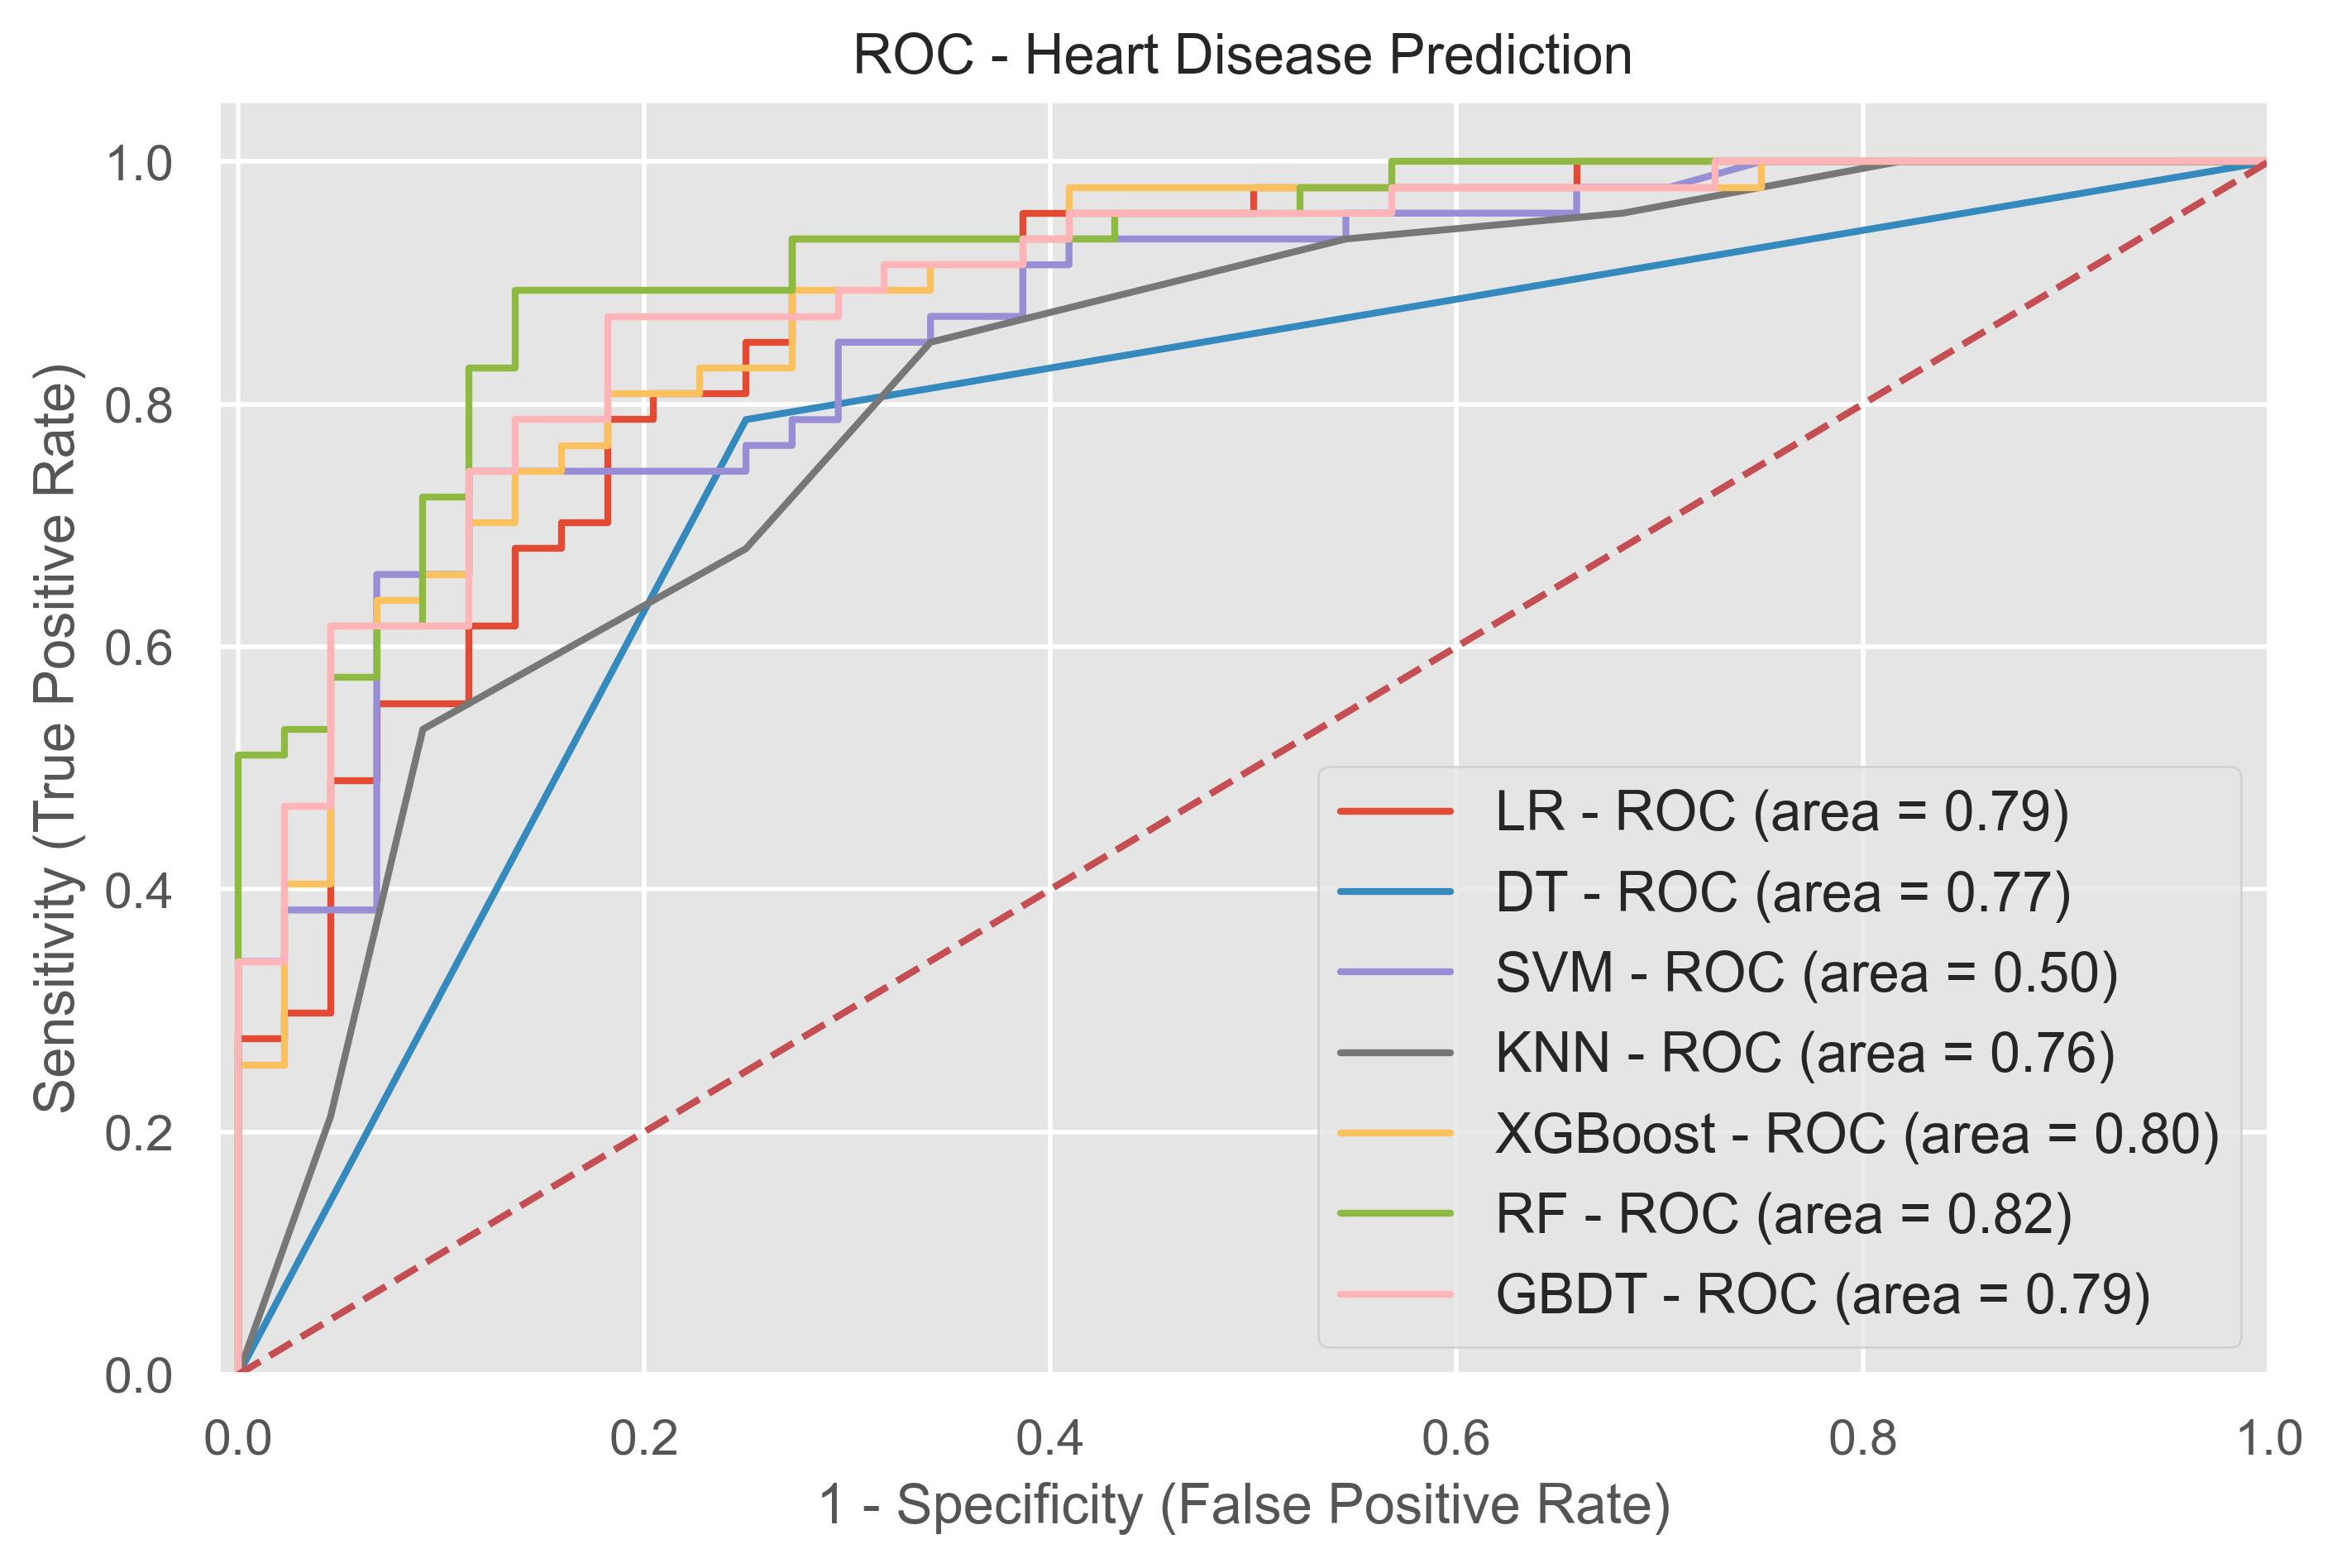 ROC - Heart Disease Prediction
Sensitivity (True Positive Rate)
1.0
0.8
0.6
0.4
0.2
0.0
LR - ROC (area = 0.79)
DT - ROC (area = 0.77)
SVM - ROC (area = 0.50)
KNN - ROC (area = 0.76)
XGBoost - ROC (area = 0.80)
RF - ROC (area = 0.82)
GBDT - ROC (area = 0.79)
0.0 0.2 0.4 0.6 0.8 1.0
1 - Specificity (False Positive Rate)